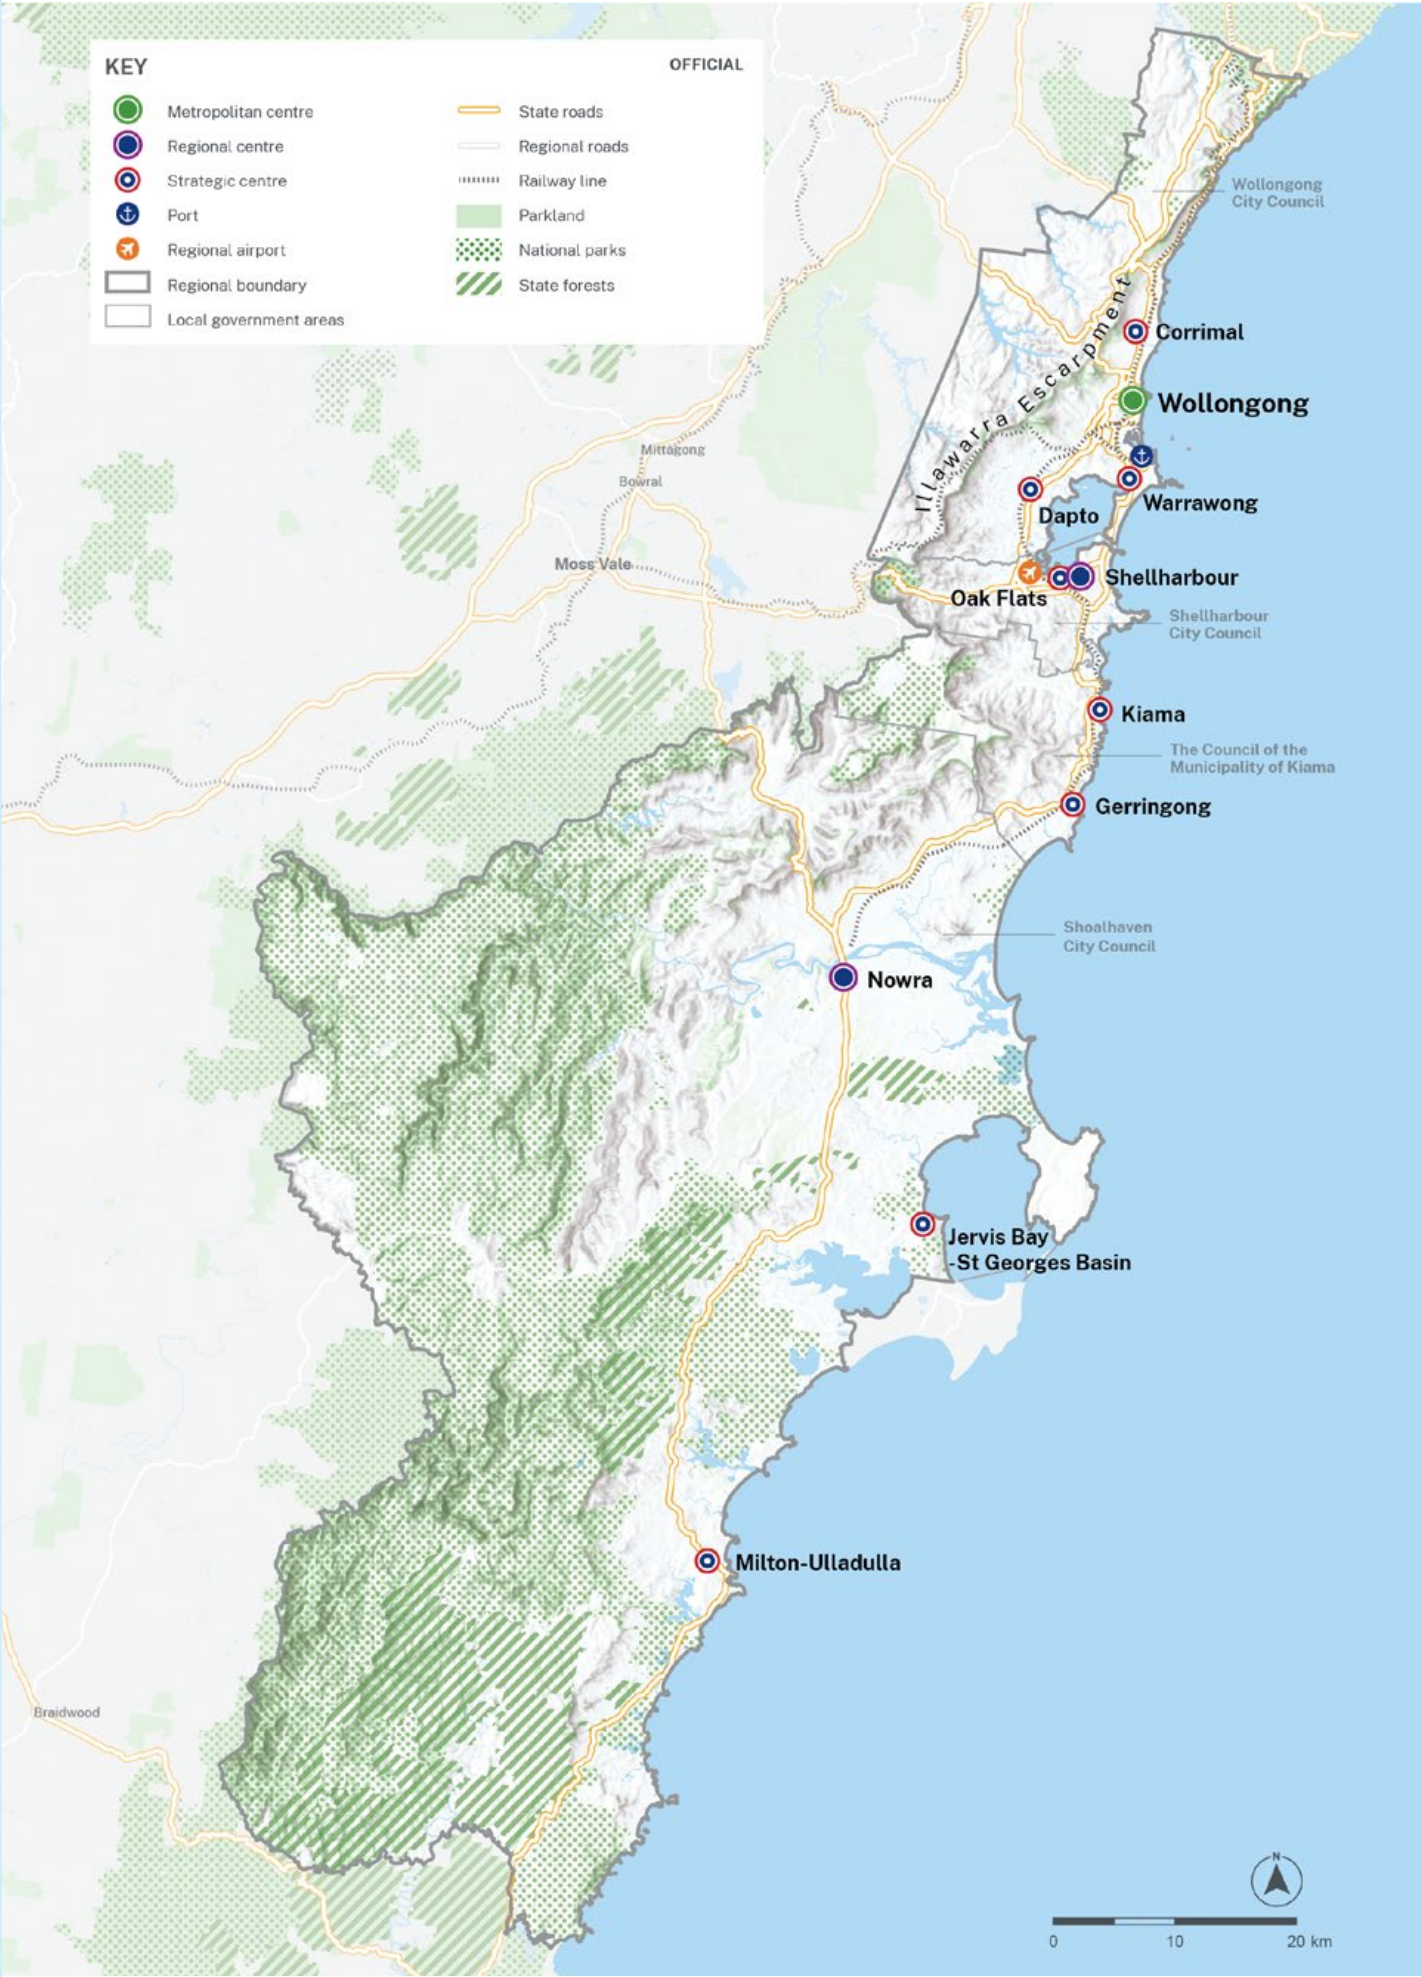 KEY
OFFICIAL
Metropolitan centre
Regional centre
Strategic centre
Port
Regional airport
Regional boundary
Local government areas
State roads
Regional roads
Railway line
Parkland
National parks
State forests
Wollongong
City Council
Illawarra Escarpment
Corrimal
Wollongong
Mittagong
Bowral
Warrawong
Dapto
Moss Vale
Shellharbour
Oak Flats
Shellharbour
City Council
Kiama
The Council of the
Municipality of Kiama
Gerringong
Shoalhaven
City Council
Nowra
Jervis Bay
-St Georges Basin
Milton-Ulladulla
Braidwood
N
0 10 20 km